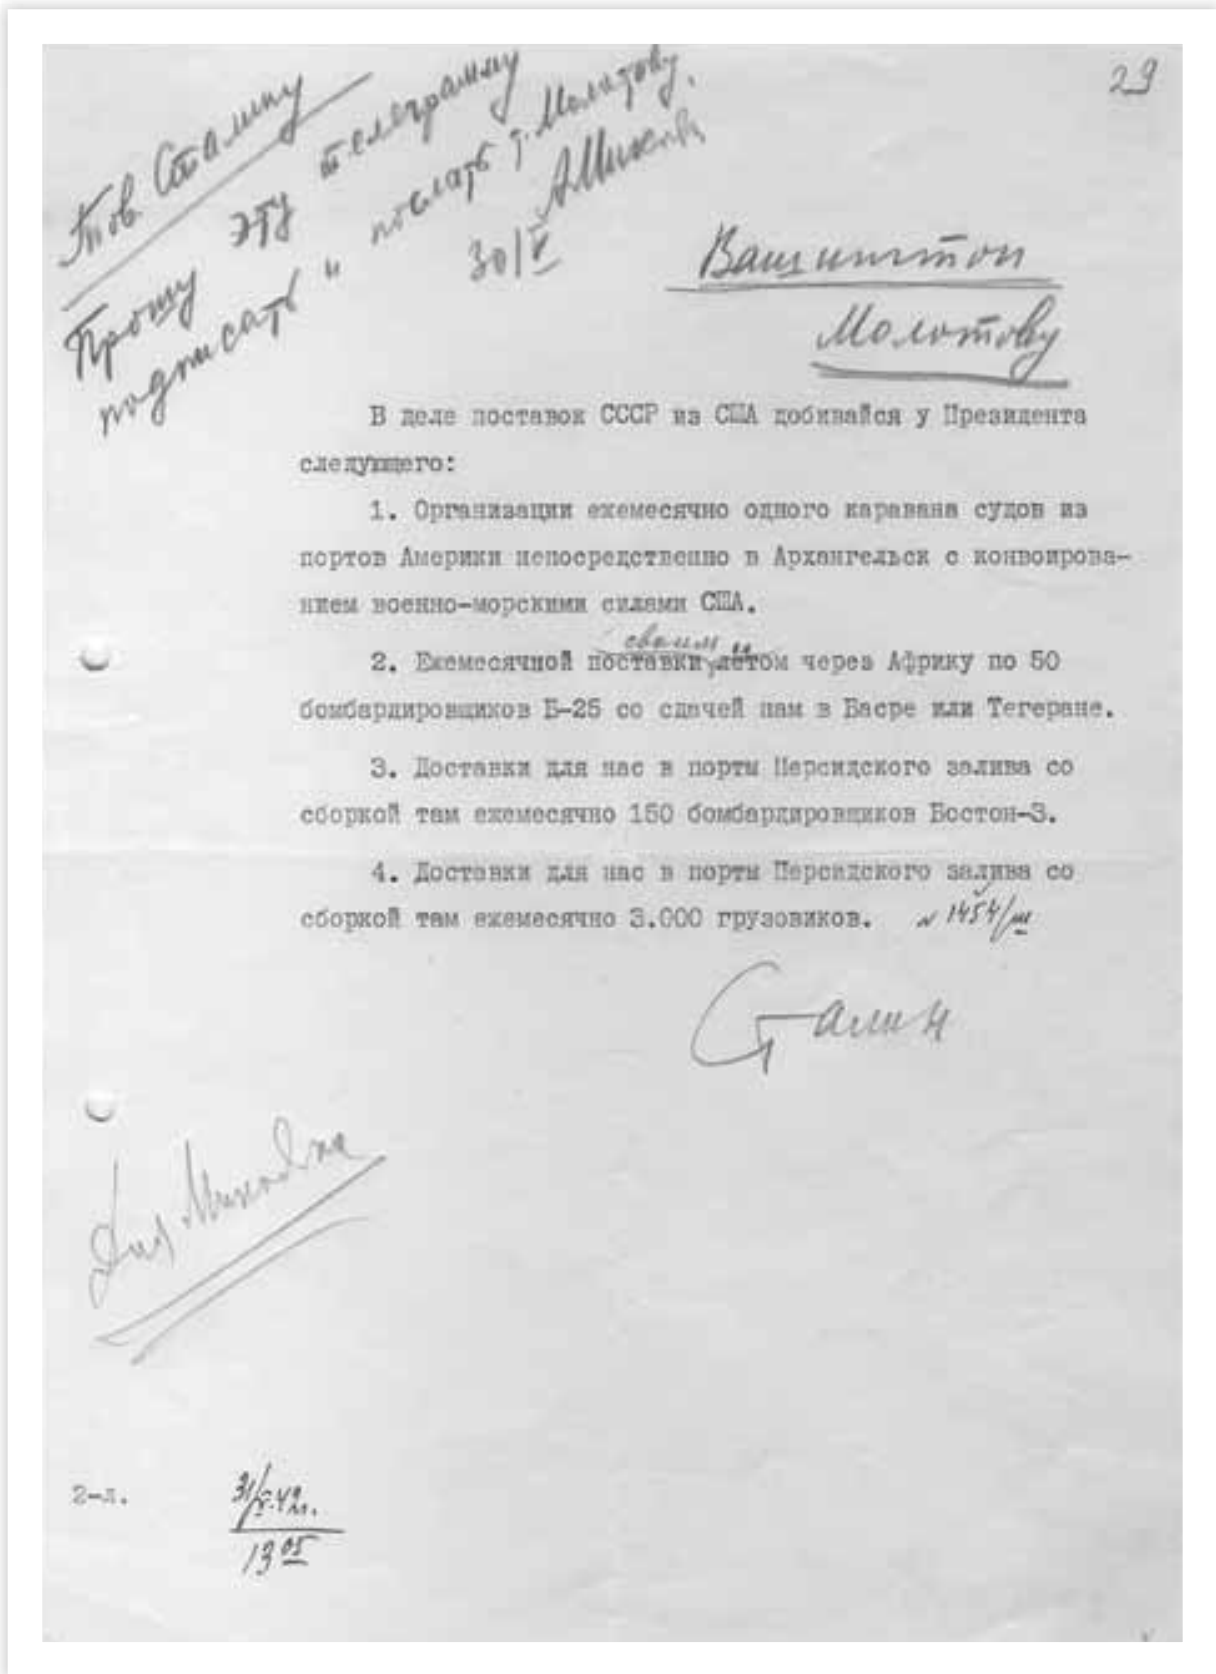 29
Тов. Сталину
Прошу эту телеграмму
подписать и послать т. Молотову.
А Микоян
30/V
Вашингтон
Молотову
В деле поставок СССР из США добивайся у Президента
следующего:
1. Организации ежемесячно одного каравана судов из
портов Америки непосредственно в Архангельск с конвоирова-
нием военно-морскими силами США.
своим
2. Ежемесячной поставки летом через Африку по 50
бомбардировщиков Б-25 со сдачей нам в Басре или Тегеране.
3. Доставки для нас в порты Персидского залива со
сборкой там ежемесячно 150 бомбардировщиков Бостон-3.
4. Доставки для нас в порты Персидского залива со
сборкой там ежемесячно 3.000 грузовиков. № 1454/ш
Сталин
Для Микояна
2-л.
31/V.42г.
13 05